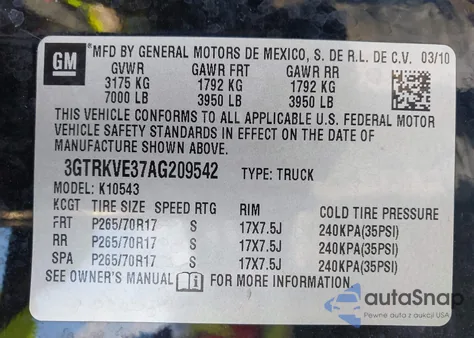 GM
MFD BY GENERAL MOTORS DE MEXICO, S. DE R.L. DE C.V. 03/10
GVWR GAWR FRT GAWR RR
3175 KG 1792 KG 1792 KG
7000 LB 3950 LB 3950 LB
THIS VEHICLE CONFORMS TO ALL APPLICABLE U.S. FEDERAL MOTOR
VEHICLE SAFETY STANDARDS IN EFFECT ON THE DATE OF
MANUFACTURE SHOWN ABOVE.
3GTRKVE37AG209542 TYPE: TRUCK
MODEL: K10543
KCGT TIRE SIZE SPEED RTG RIM COLD TIRE PRESSURE
FRT P265/70R17 S 17X7.5J 240KPA(35PSI)
RR P265/70R17 S 17X7.5J 240KPA(35PSI)
SPA P265/70R17 S 17X7.5J 240KPA(35PSI)
SEE OWNER'S MANUAL FOR MORE INFORMATION.
autoSnap
Pewne auta z aukcji USA